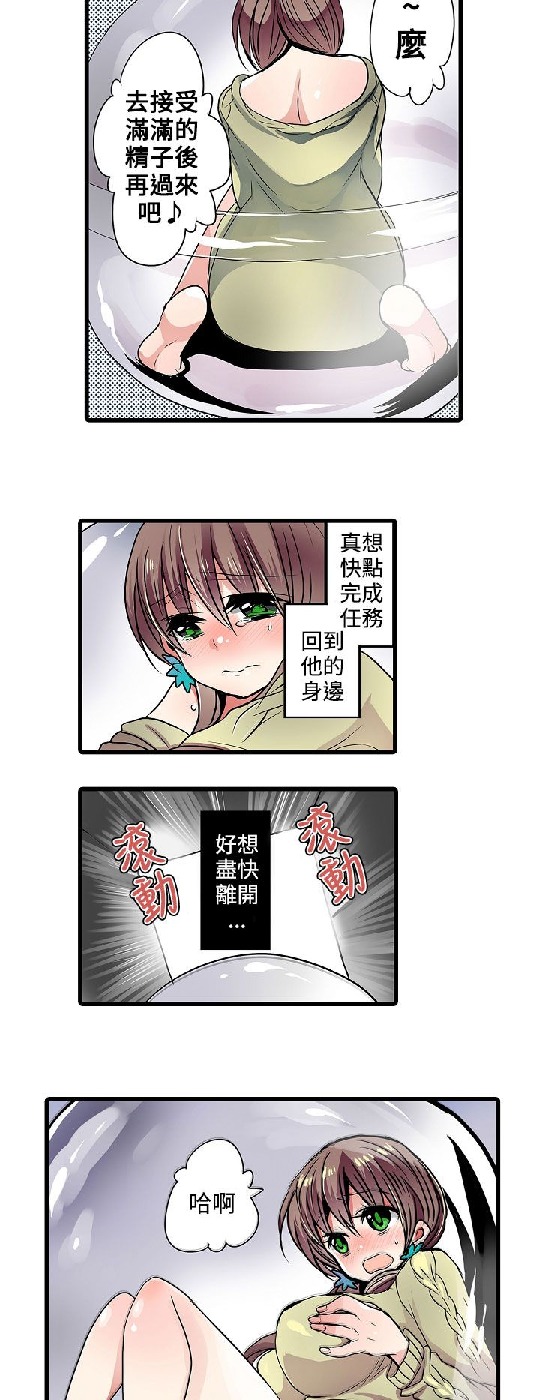 ~麼
受的後來
接滿子過
去滿精再
吧♪
想點成務
真快完任
回到
他的
身邊
滾動
想快開
好盡離
…
滾動
哈啊